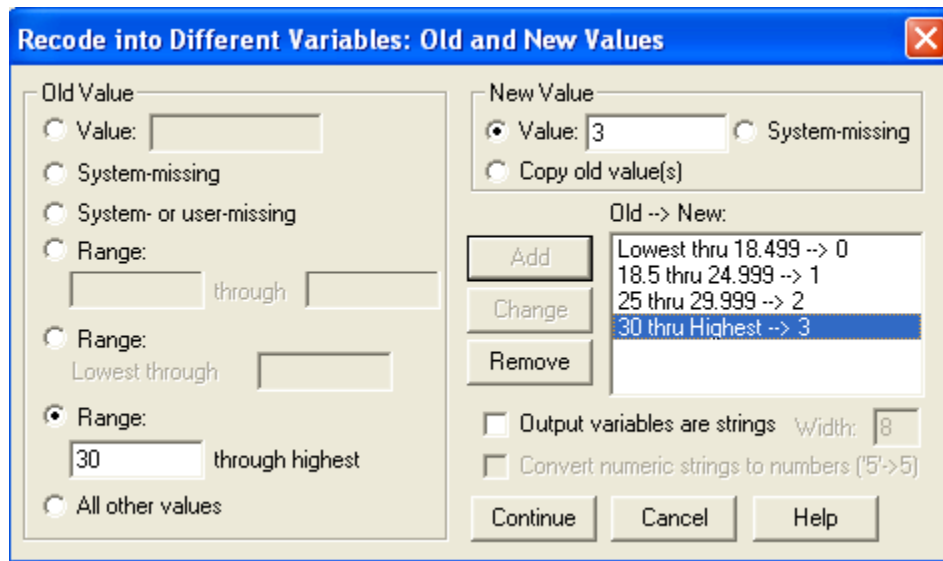 Recode into Different Variables: Old and New Values
Old Value
Value:
System-missing
System- or user-missing
Range:
through
Range:
Lowest through
Range:
30 through highest
All other values
New Value
Value: 3 System-missing
Copy old value(s)
Old --> New:
Add
Change
Remove
Lowest thru 18.499 --> 0
18.5 thru 24.999 --> 1
25 thru 29.999 --> 2
30 thru Highest --> 3
Output variables are strings Width: 8
Convert numeric strings to numbers ('5'->5)
Continue Cancel Help